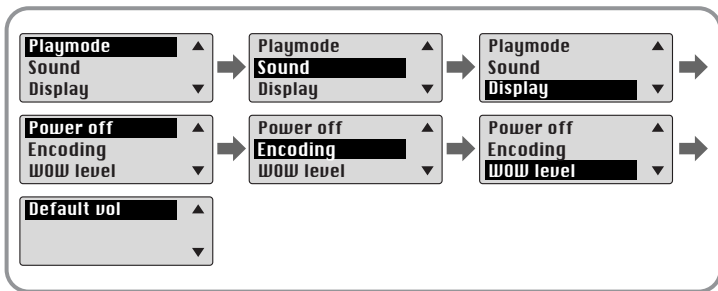 Playmode
Sound
Display
Playmode
Sound
Display
Playmode
Sound
Display
Power off
Encoding
WOW level
Power off
Encoding
WOW level
Power off
Encoding
WOW level
Default vol